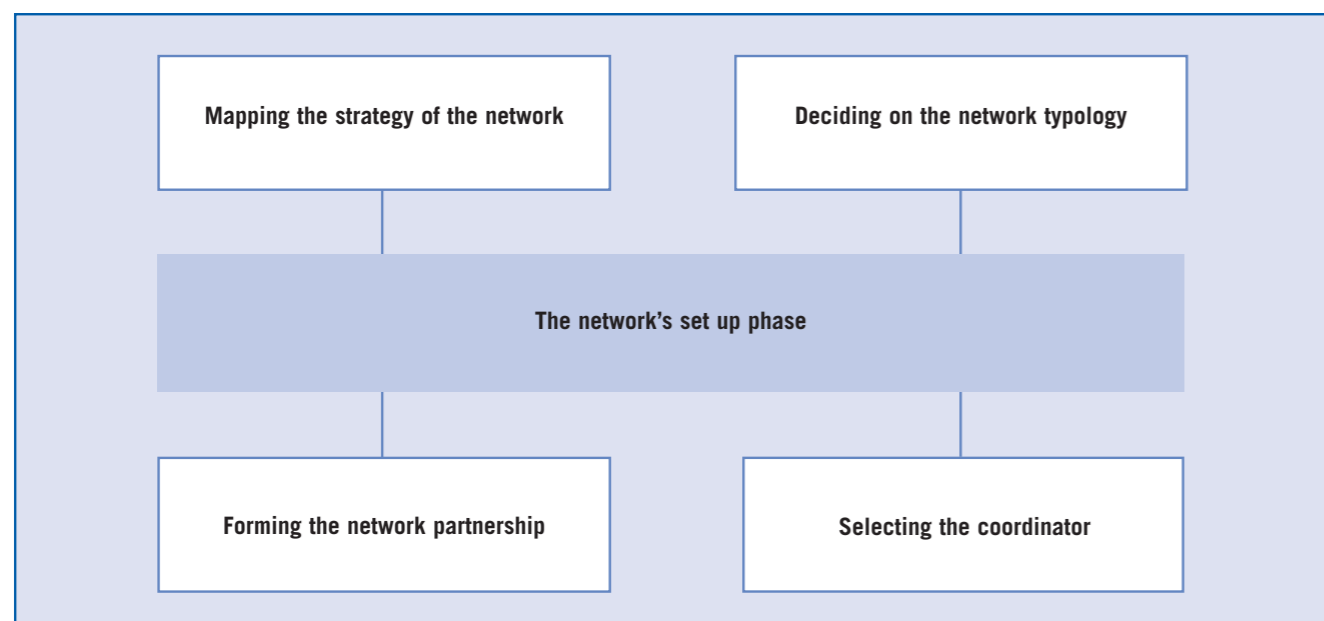 Mapping the strategy of the network
Deciding on the network typology
The network’s set up phase
Forming the network partnership
Selecting the coordinator